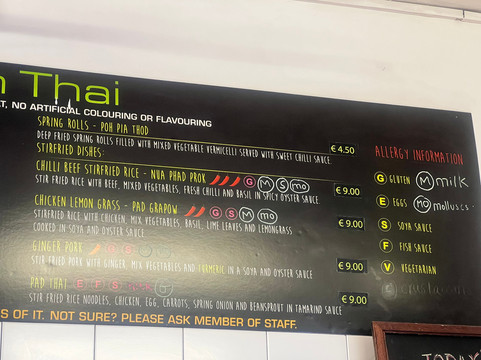 n Thai
AT, NO ARTIFICIAL COLOURING OR FLAVOURING
SPRING ROLLS - POH PIA THOD
DEEP FRIED SPRING ROLLS FILLED WITH MIXED VEGETABLE VERMICELLI SERVED WITH SWEET CHILLI SAUCE. € 4.50
STIRFRIED DISHES:
CHILLI BEEF STIRFRIED RICE - NUA PHAD PROK G M S mo
STIR FRIED RICE WITH BEEF, MIXED VEGETABLES, FRESH CHILLI AND BASIL IN SPICY OYSTER SAUCE € 9.00
CHICKEN LEMON GRASS - PAD GRAPOW G S M mo
STIRFRIED RICE WITH CHICKEN, MIX VEGETABLES, BASIL, LIME LEAVES AND LEMONGRASS € 9.00
COOKED IN SOYA AND OYSTER SAUCE
GINGER PORK G S
STIR FRIED PORK WITH GINGER, MIX VEGETABLES AND TURMERIC IN A SOYA AND OYSTER SAUCE € 9.00
PAD THAI E F S
STIR FRIED RICE NOODLES, CHICKEN, EGG, CARROTS, SPRING ONION AND BEANSPROUT IN TAMARIND SAUCE € 9.00
S OF IT. NOT SURE? PLEASE ASK MEMBER OF STAFF.
ALLERGY INFORMATION
G GLUTEN M milk
E EGGS mo molluscs
S SOYA SAUCE
F FISH SAUCE
V VEGETARIAN
TODAY'S